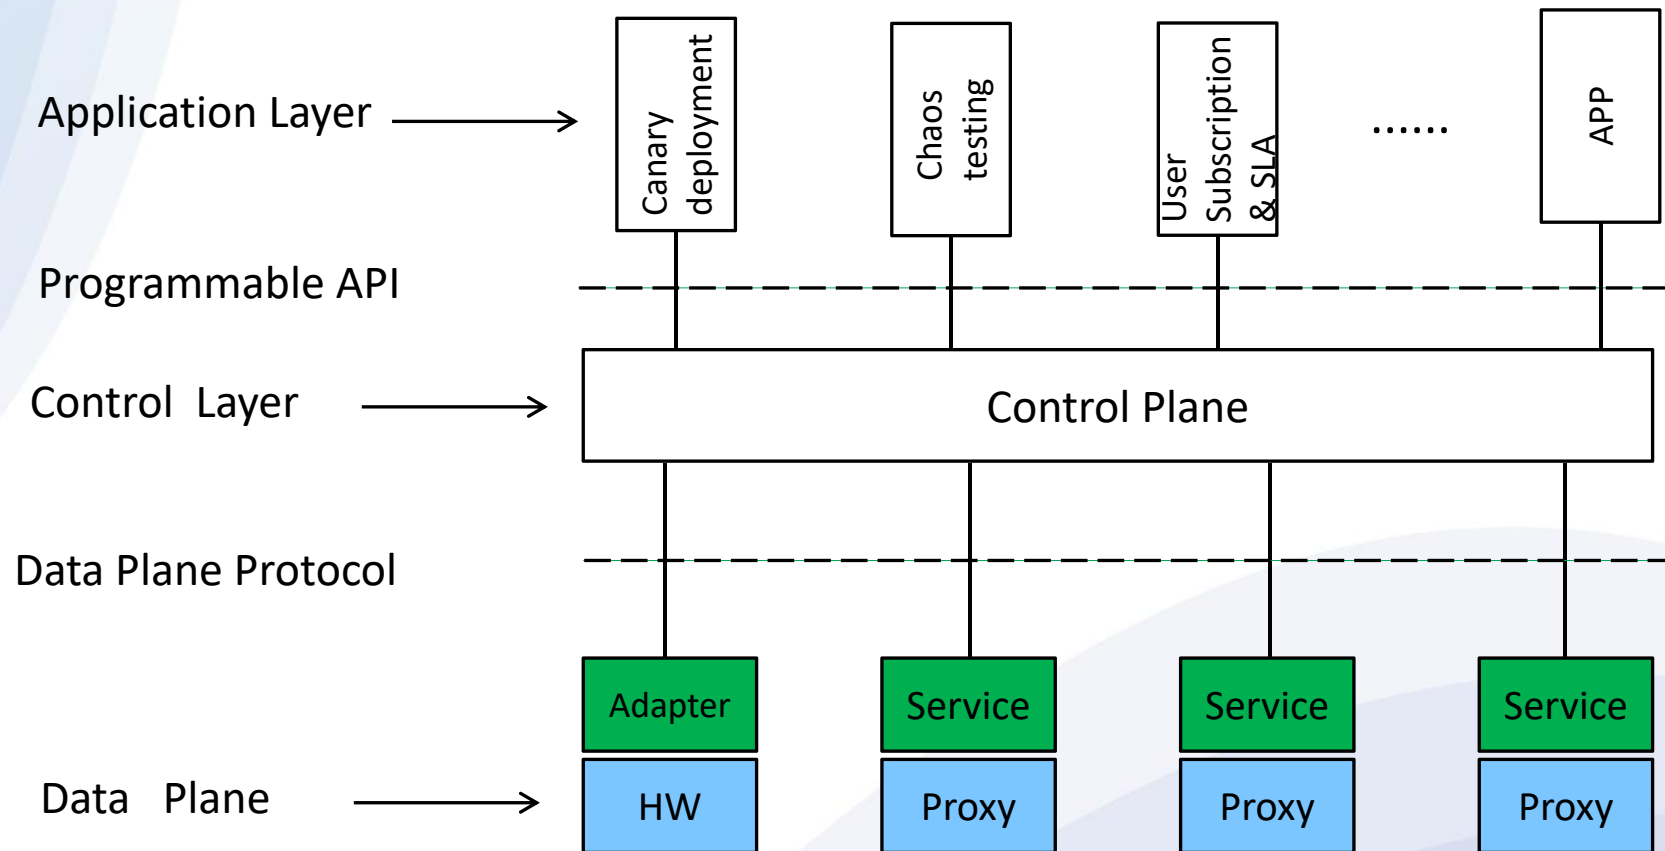 Application Layer
Canary
deployment
Chaos
testing
User
Subscription
& SLA
......
APP
Programmable API
Control Layer
Control Plane
Data Plane Protocol
Adapter
Service
Service
Service
Data Plane
HW
Proxy
Proxy
Proxy